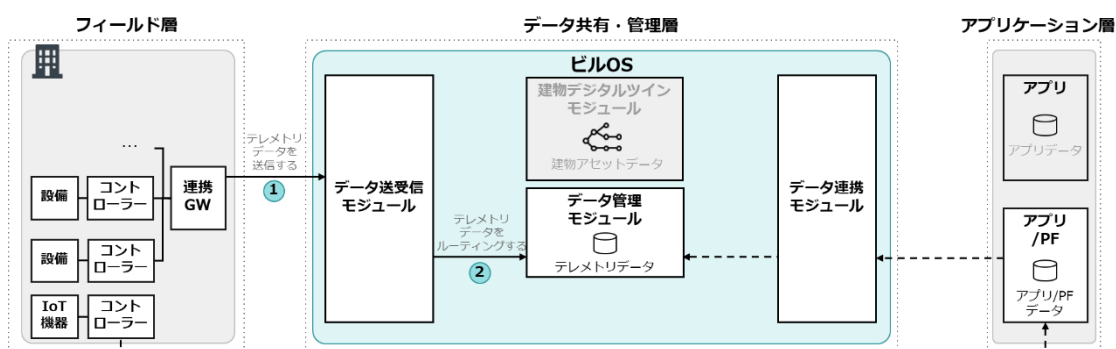 フィールド層
データ共有・管理層
アプリケーション層
…
設備
コント
ローラー
連携
GW
設備
コント
ローラー
IoT
機器
コント
ローラー
テレメトリ
データを
送信する
1
ビルOS
データ送受信
モジュール
テレメトリ
データを
ルーティングする
2
建物デジタルツイン
モジュール
建物アセットデータ
データ管理
モジュール
テレメトリデータ
データ連携
モジュール
アプリ
アプリデータ
アプリ
/PF
アプリ/PF
データ